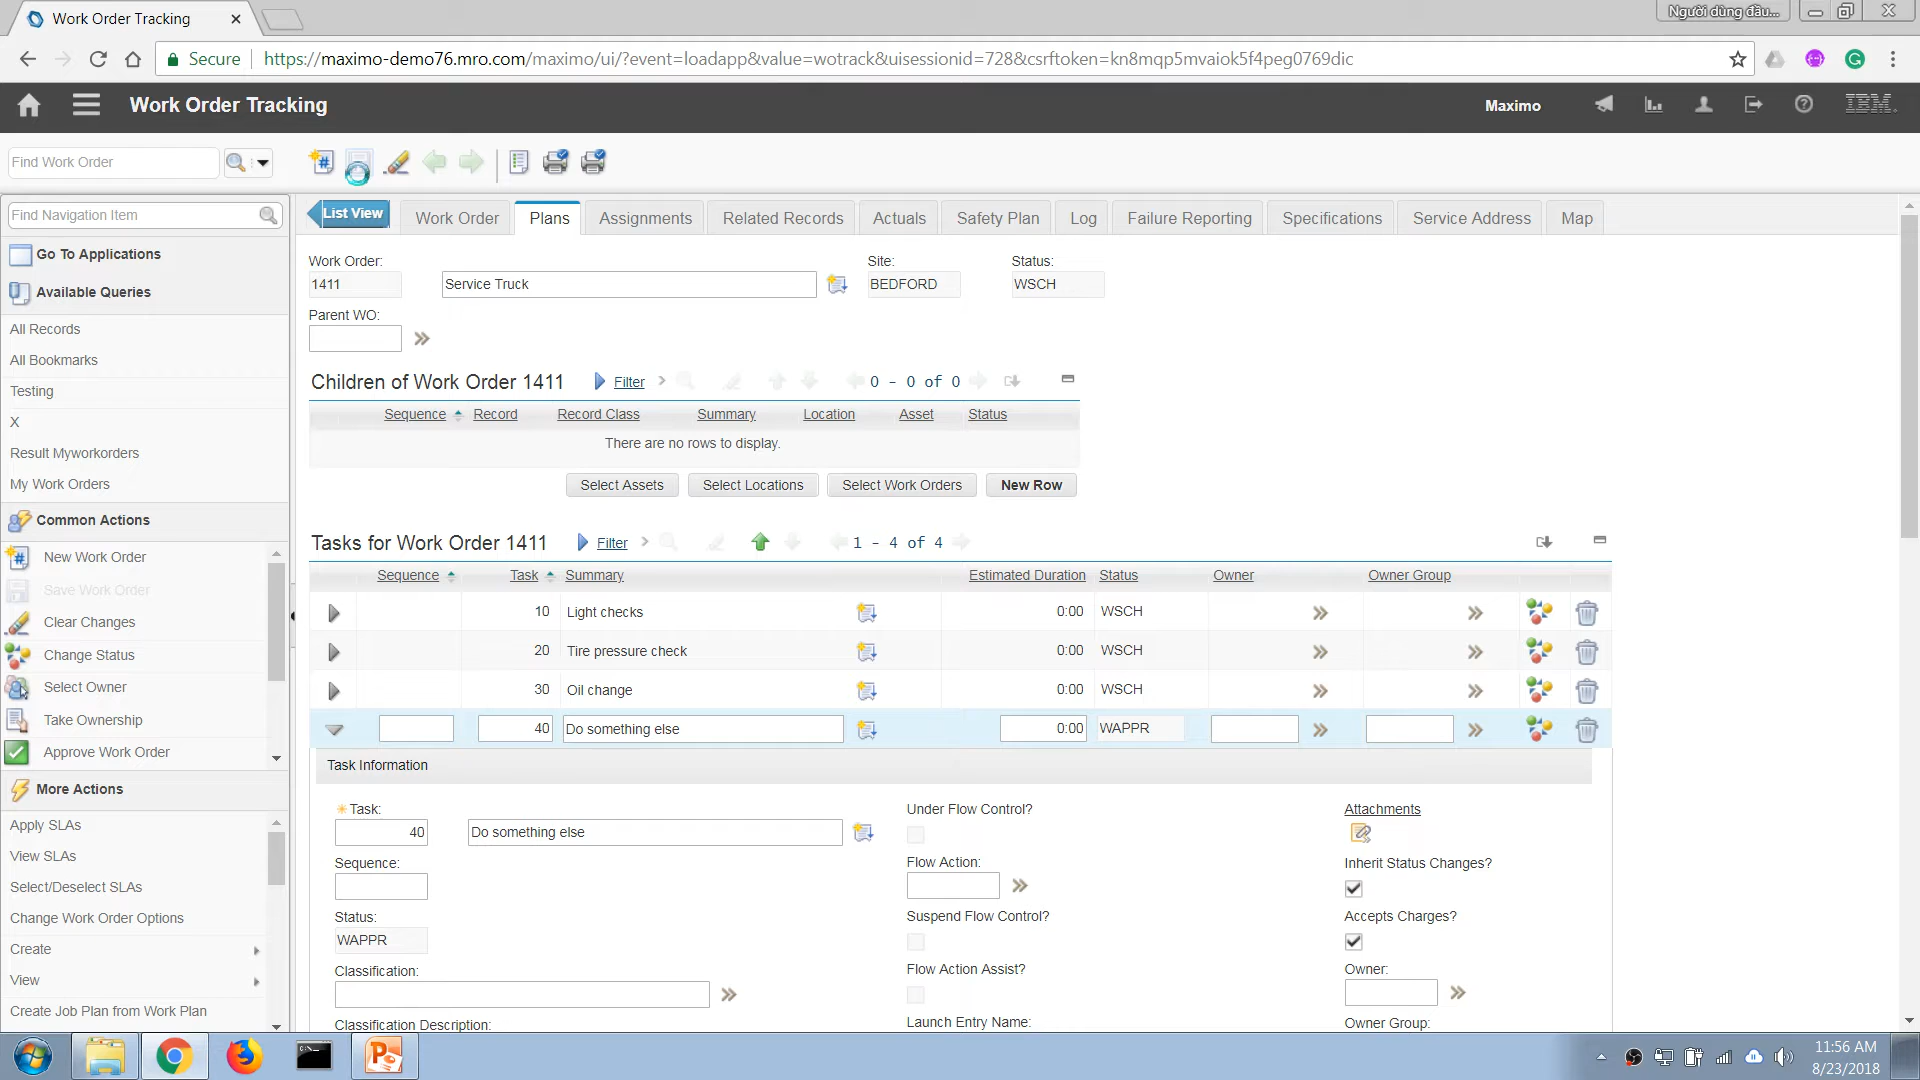 Work Order Tracking
Người dùng đầu...
Secure
https://maximo-demo76.mro.com/maximo/ui/?event=loadapp&value=wotrack&uisessionid=728&csrftoken=kn8mqp5mvaiok5f4peg0769dic
Work Order Tracking
Maximo
IBM
Find Work Order
Find Navigation Item
Go To Applications
Available Queries
All Records
All Bookmarks
Testing
X
Result Myworkorders
My Work Orders
Common Actions
New Work Order
Save Work Order
Clear Changes
Change Status
Select Owner
Take Ownership
Approve Work Order
More Actions
Apply SLAs
View SLAs
Select/Deselect SLAs
Change Work Order Options
Create
View
Create Job Plan from Work Plan
List View Work Order Plans Assignments Related Records Actuals Safety Plan Log Failure Reporting Specifications Service Address Map
Work Order: Site: Status:
1411 Service Truck BEDFORD WSCH
Parent WO:
Children of Work Order 1411 Filter 0 - 0 of 0
Sequence Record Record Class Summary Location Asset Status
There are no rows to display.
Select Assets Select Locations Select Work Orders New Row
Tasks for Work Order 1411 Filter 1 - 4 of 4
Sequence Task Summary Estimated Duration Status Owner Owner Group
10 Light checks 0:00 WSCH
20 Tire pressure check 0:00 WSCH
30 Oil change 0:00 WSCH
40 Do something else 0:00 WAPPR
Task Information
Task: Under Flow Control? Attachments
40 Do something else
Sequence: Flow Action: Inherit Status Changes?
Status: Suspend Flow Control? Accepts Charges?
WAPPR
Classification: Flow Action Assist? Owner:
Classification Description: Launch Entry Name: Owner Group:
11:56 AM
8/23/2018